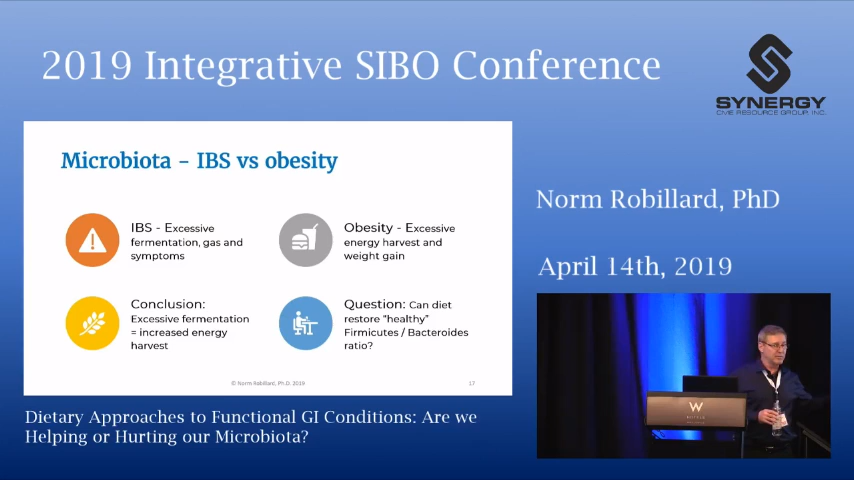 2019 Integrative SIBO Conference
SYNERGY
CME RESOURCE GROUP, INC.
Microbiota – IBS vs obesity
IBS - Excessive
fermentation, gas and
symptoms
Obesity - Excessive
energy harvest and
weight gain
Conclusion:
Excessive fermentation
= increased energy
harvest
Question: Can diet
restore "healthy"
Firmicutes / Bacteroides
ratio?
© Norm Robillard, Ph.D. 2019
17
Norm Robillard, PhD
April 14th, 2019
W
Dietary Approaches to Functional GI Conditions: Are we
Helping or Hurting our Microbiota?